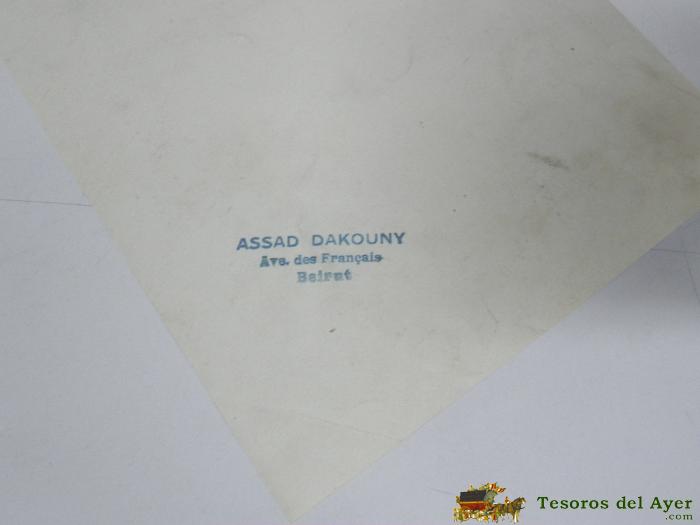 ASSAD DAKOUNY
Ave. des Français
Beirut
Tesoros del Ayer
.com